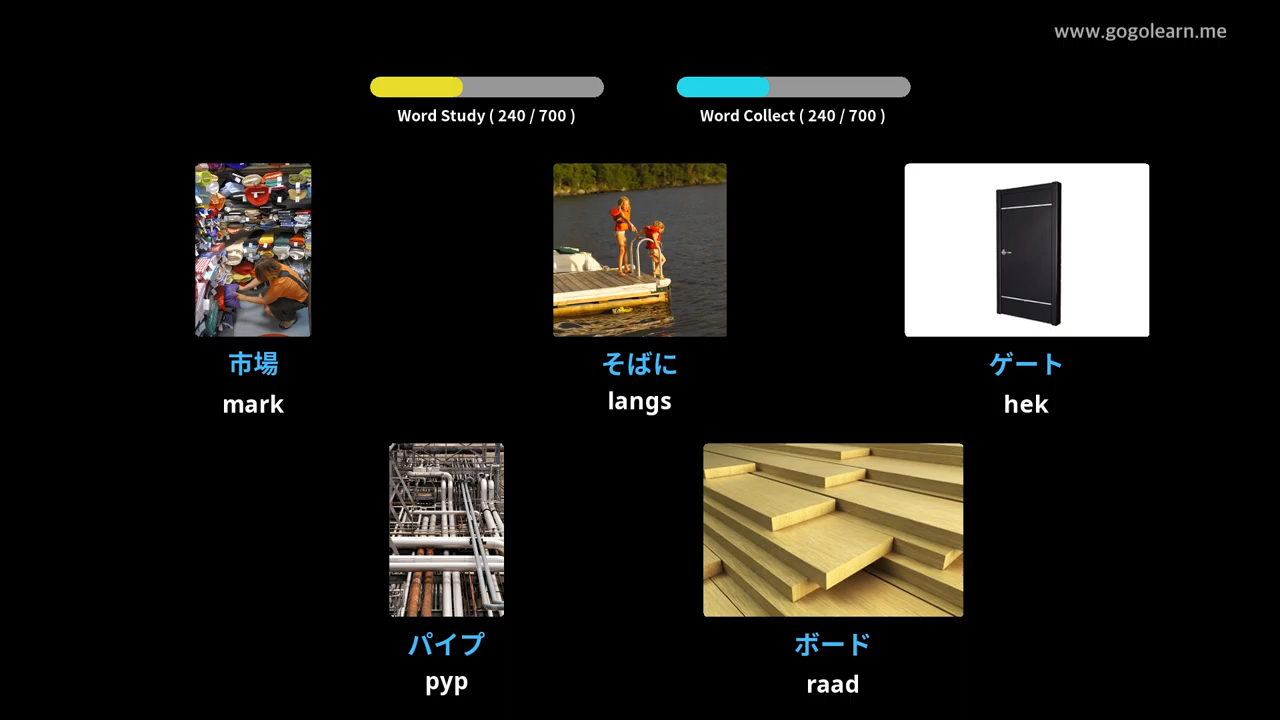 www.gogolearn.me
Word Study ( 240 / 700 )
Word Collect ( 240 / 700 )
市場
mark
そばに
langs
ゲート
hek
パイプ
pyp
ボード
raad